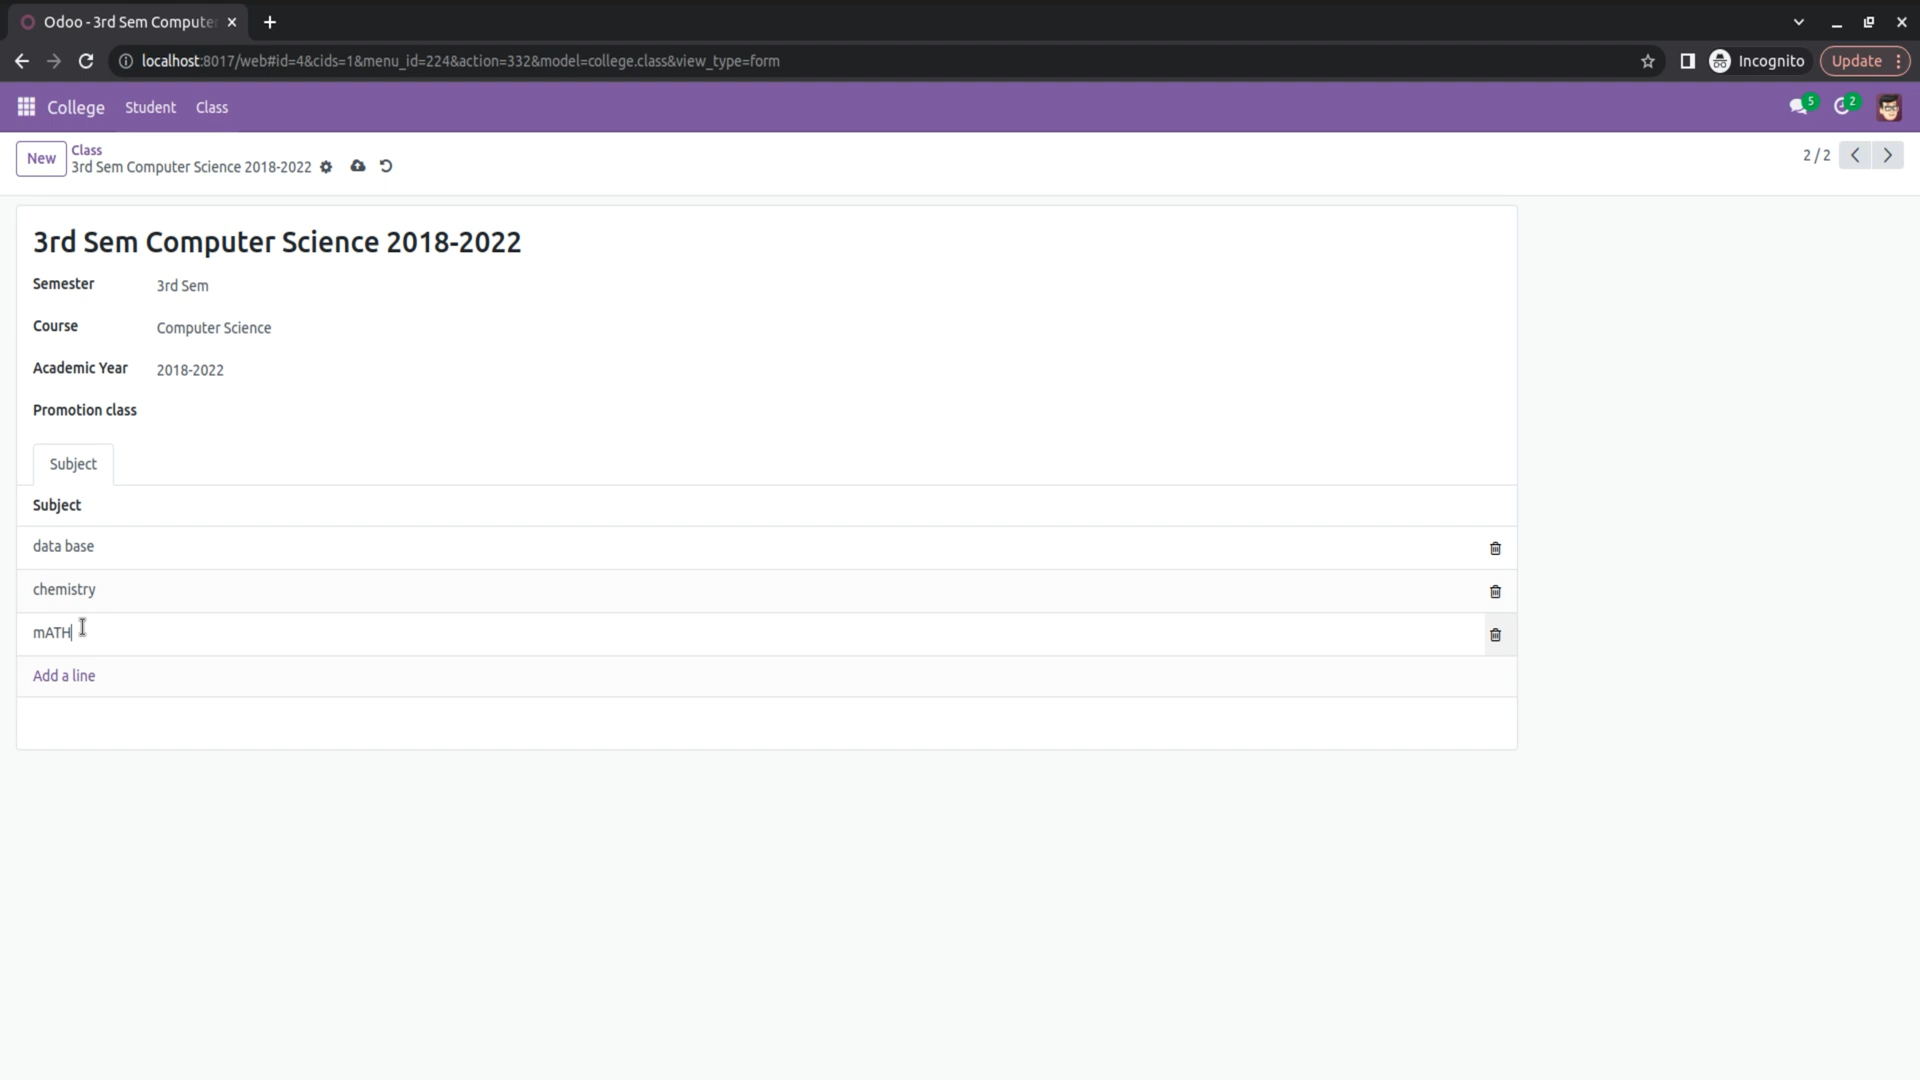 Odoo - 3rd Sem Compute
localhost:8017/web#id=4&cids=1&menu_id=224&action=332&model=college.class&view_type=form
Incognito
Update
College
Student
Class
5
2
New
Class
3rd Sem Computer Science 2018-2022
2 / 2
3rd Sem Computer Science 2018-2022
Semester 3rd Sem
Course Computer Science
Academic Year 2018-2022
Promotion class
Subject
Subject
data base
chemistry
mATH
Add a line